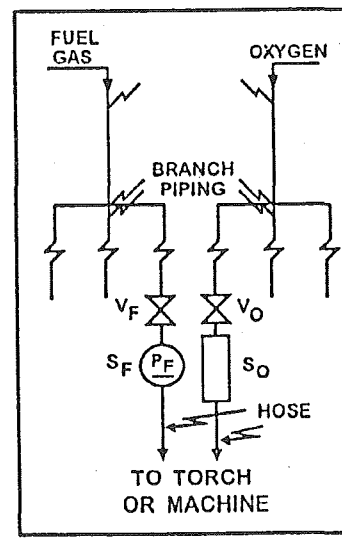 FUEL
GAS
OXYGEN
BRANCH
PIPING
VF
VO
SF
PF
SO
HOSE
TO TORCH
OR MACHINE